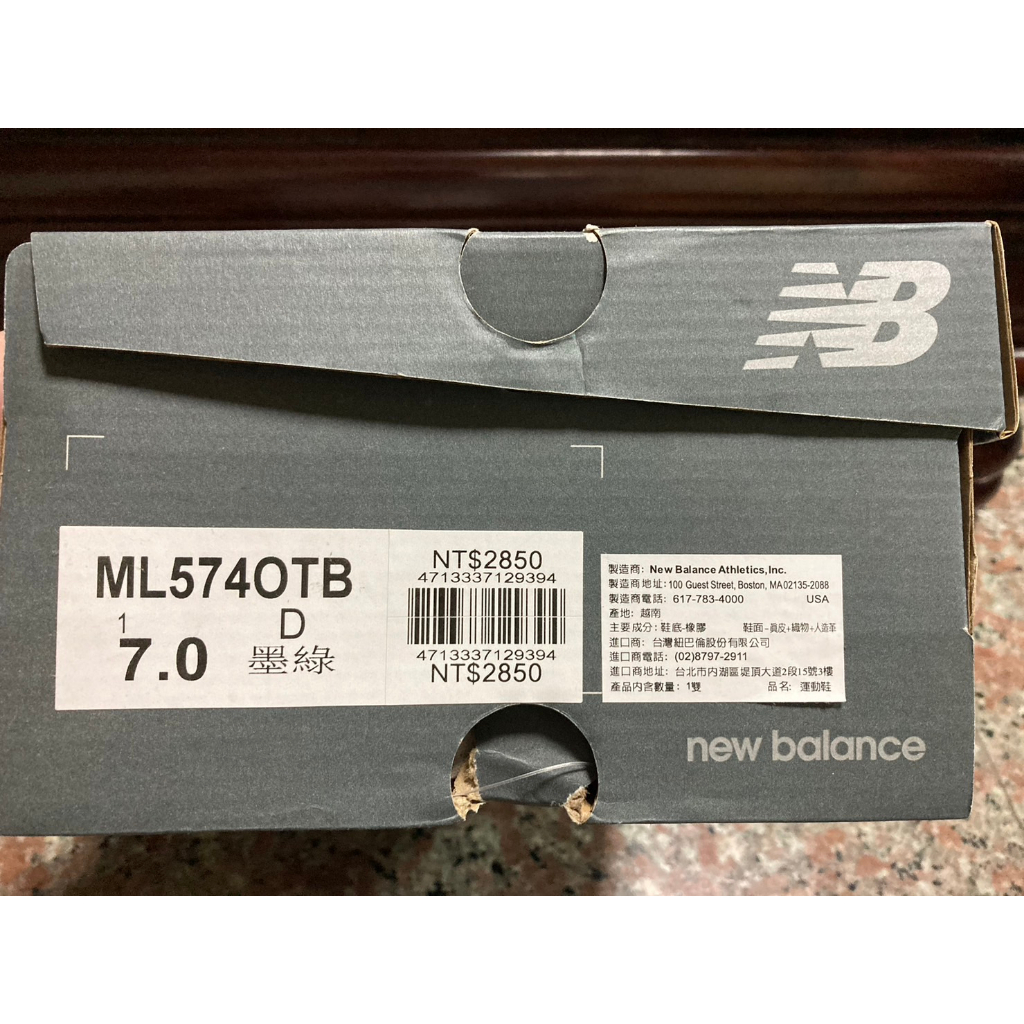 NB
ML574OTB
1
D
7.0
墨綠
NT$2850
4713337129394
4713337129394
NT$2850
製造商: New Balance Athletics,Inc.
製造商地址: 100 Guest Street, Boston, MA02135-2088
製造商電話: 617-783-4000 USA
產地: 越南
主要成分: 鞋底-橡膠 鞋面-真皮+織物+人造革
進口商: 台灣紐巴倫股份有限公司
進口商電話: (02)8797-2911
進口商地址: 台北市內湖區堤頂大道2段15號3樓
產品內含數量: 1雙 品名: 運動鞋
new balance